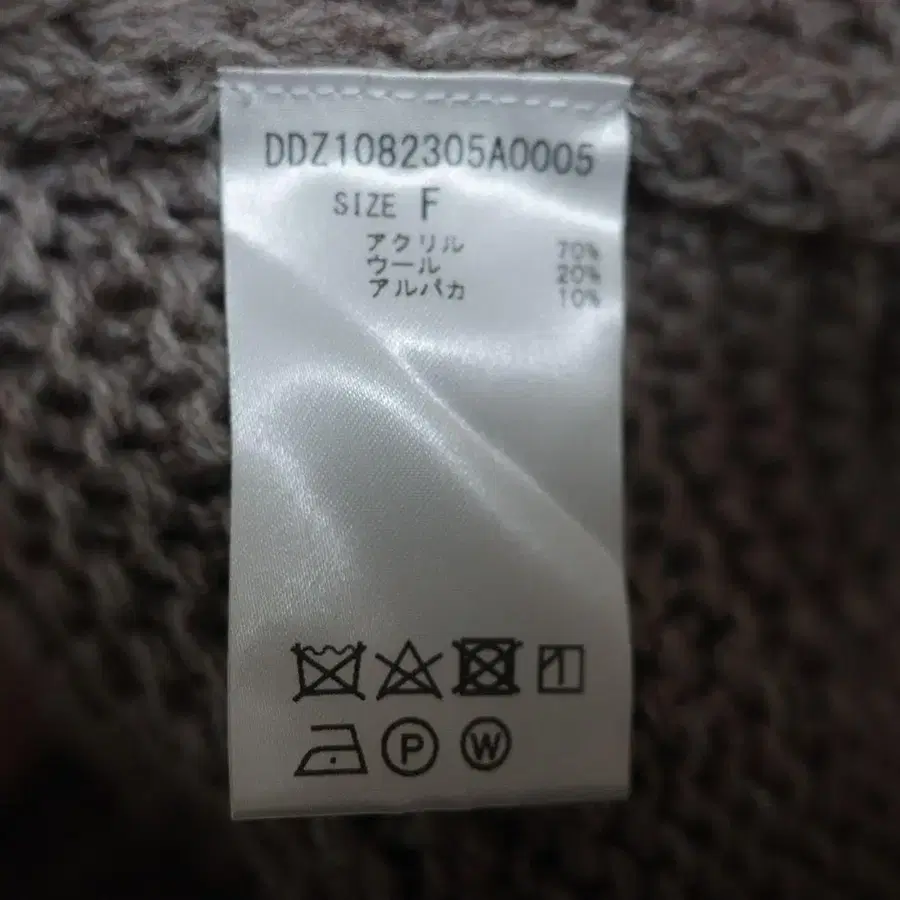 DDZ1082305A0005
SIZE F
アクリル 70%
ウール 20%
アルパカ 10%
P W